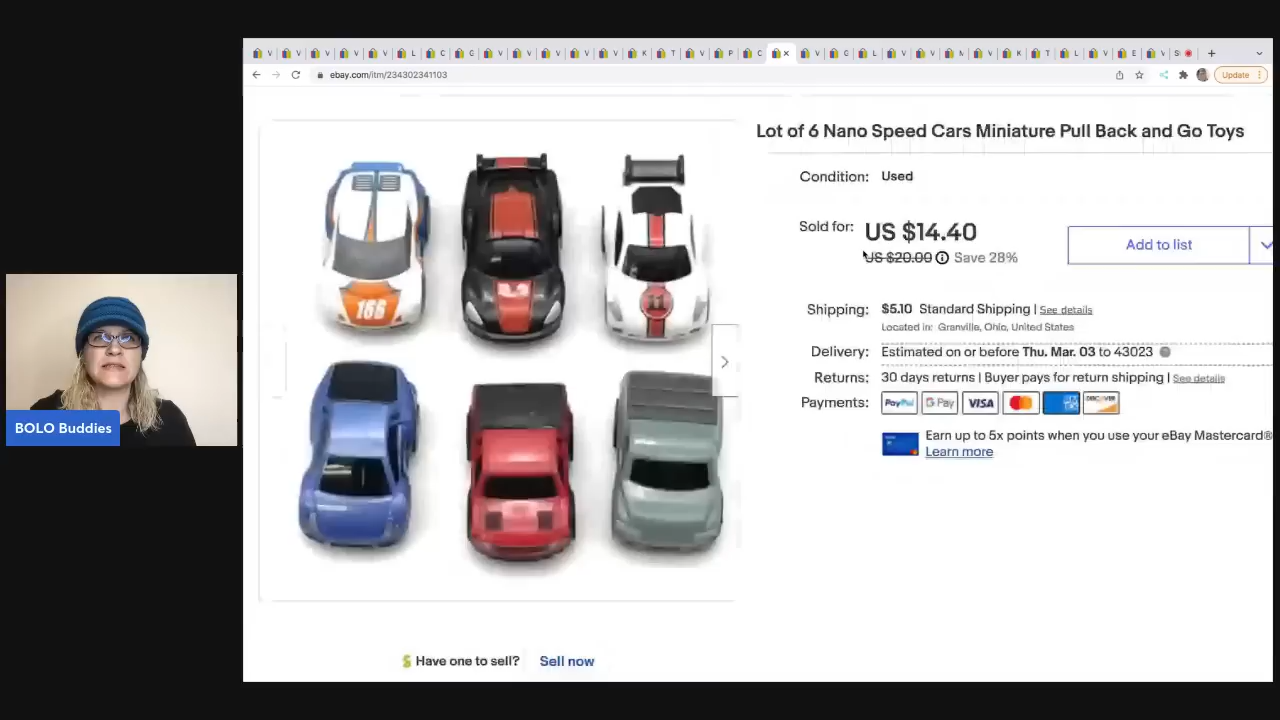 ebay.com/itm/234302341103
Update
Lot of 6 Nano Speed Cars Miniature Pull Back and Go Toys
Condition: Used
Sold for: US $14.40
US $20.00 Save 28%
Add to list
Shipping: $5.10 Standard Shipping | See details
Located in: Granville, Ohio, United States
Delivery: Estimated on or before Thu. Mar. 03 to 43023
Returns: 30 days returns | Buyer pays for return shipping | See details
Payments: PayPal G Pay VISA DISCOVER
Earn up to 5x points when you use your eBay Mastercard®
Learn more
166
11
BOLO Buddies
Have one to sell? Sell now